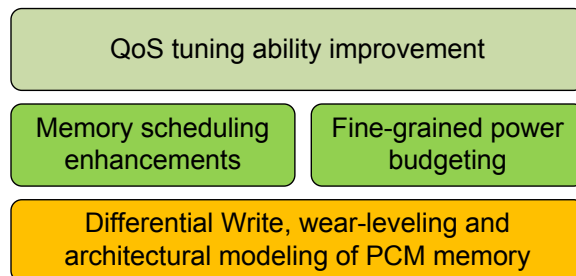 QoS tuning ability improvement
Memory scheduling
enhancements
Fine-grained power
budgeting
Differential Write, wear-leveling and
architectural modeling of PCM memory